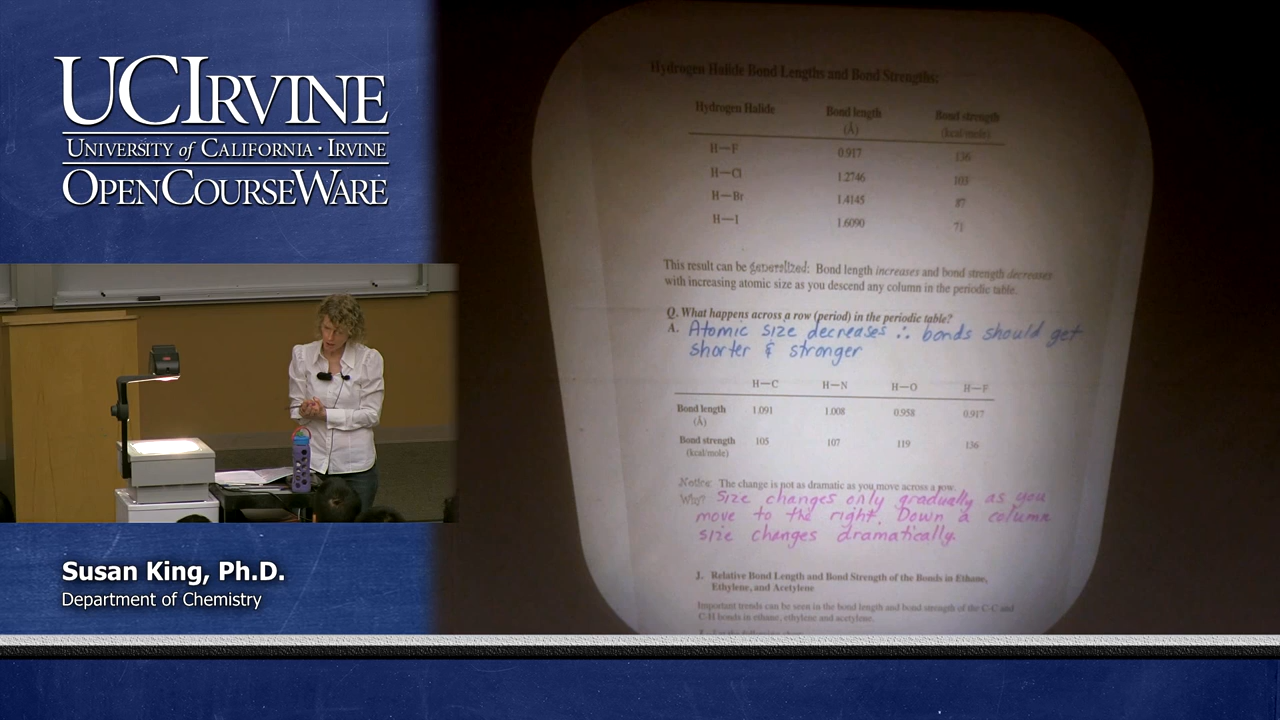 UCIRVINE
UNIVERSITY of CALIFORNIA · IRVINE
OPENCOURSEWARE
Susan King, Ph.D.
Department of Chemistry
Hydrogen Halide Bond Lengths and Bond Strengths:
Hydrogen Halide Bond length (Å) Bond strength (kcal/mole)
H—F 0.917 136
H—Cl 1.2746 103
H—Br 1.4145 87
H—I 1.6090 71
This result can be generalized: Bond length increases and bond strength decreases
with increasing atomic size as you descend any column in the periodic table.
Q. What happens across a row (period) in the periodic table?
A. Atomic size decreases ∴ bonds should get
shorter & stronger
H—C H—N H—O H—F
Bond length (Å) 1.091 1.008 0.958 0.917
Bond strength (kcal/mole) 105 107 119 136
Notice: The change is not as dramatic as you move across a row.
Why? Size changes only gradually as you
move to the right. Down a column
size changes dramatically.
J. Relative Bond Length and Bond Strength of the Bonds in Ethane,
Ethylene, and Acetylene
Important trends can be seen in the bond length and bond strength of the C-C and
C-H bonds in ethane, ethylene and acetylene.